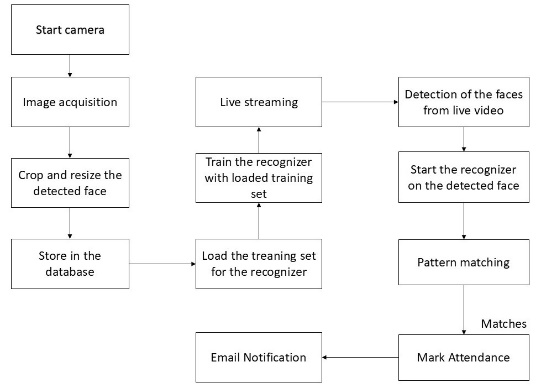 Start camera
Image acquisition
Crop and resize the
detected face
Store in the
database
Load the treaning set
for the recognizer
Train the recognizer
with loaded training
set
Live streaming
Detection of the faces
from live video
Start the recognizer
on the detected face
Pattern matching
Matches
Mark Attendance
Email Notification